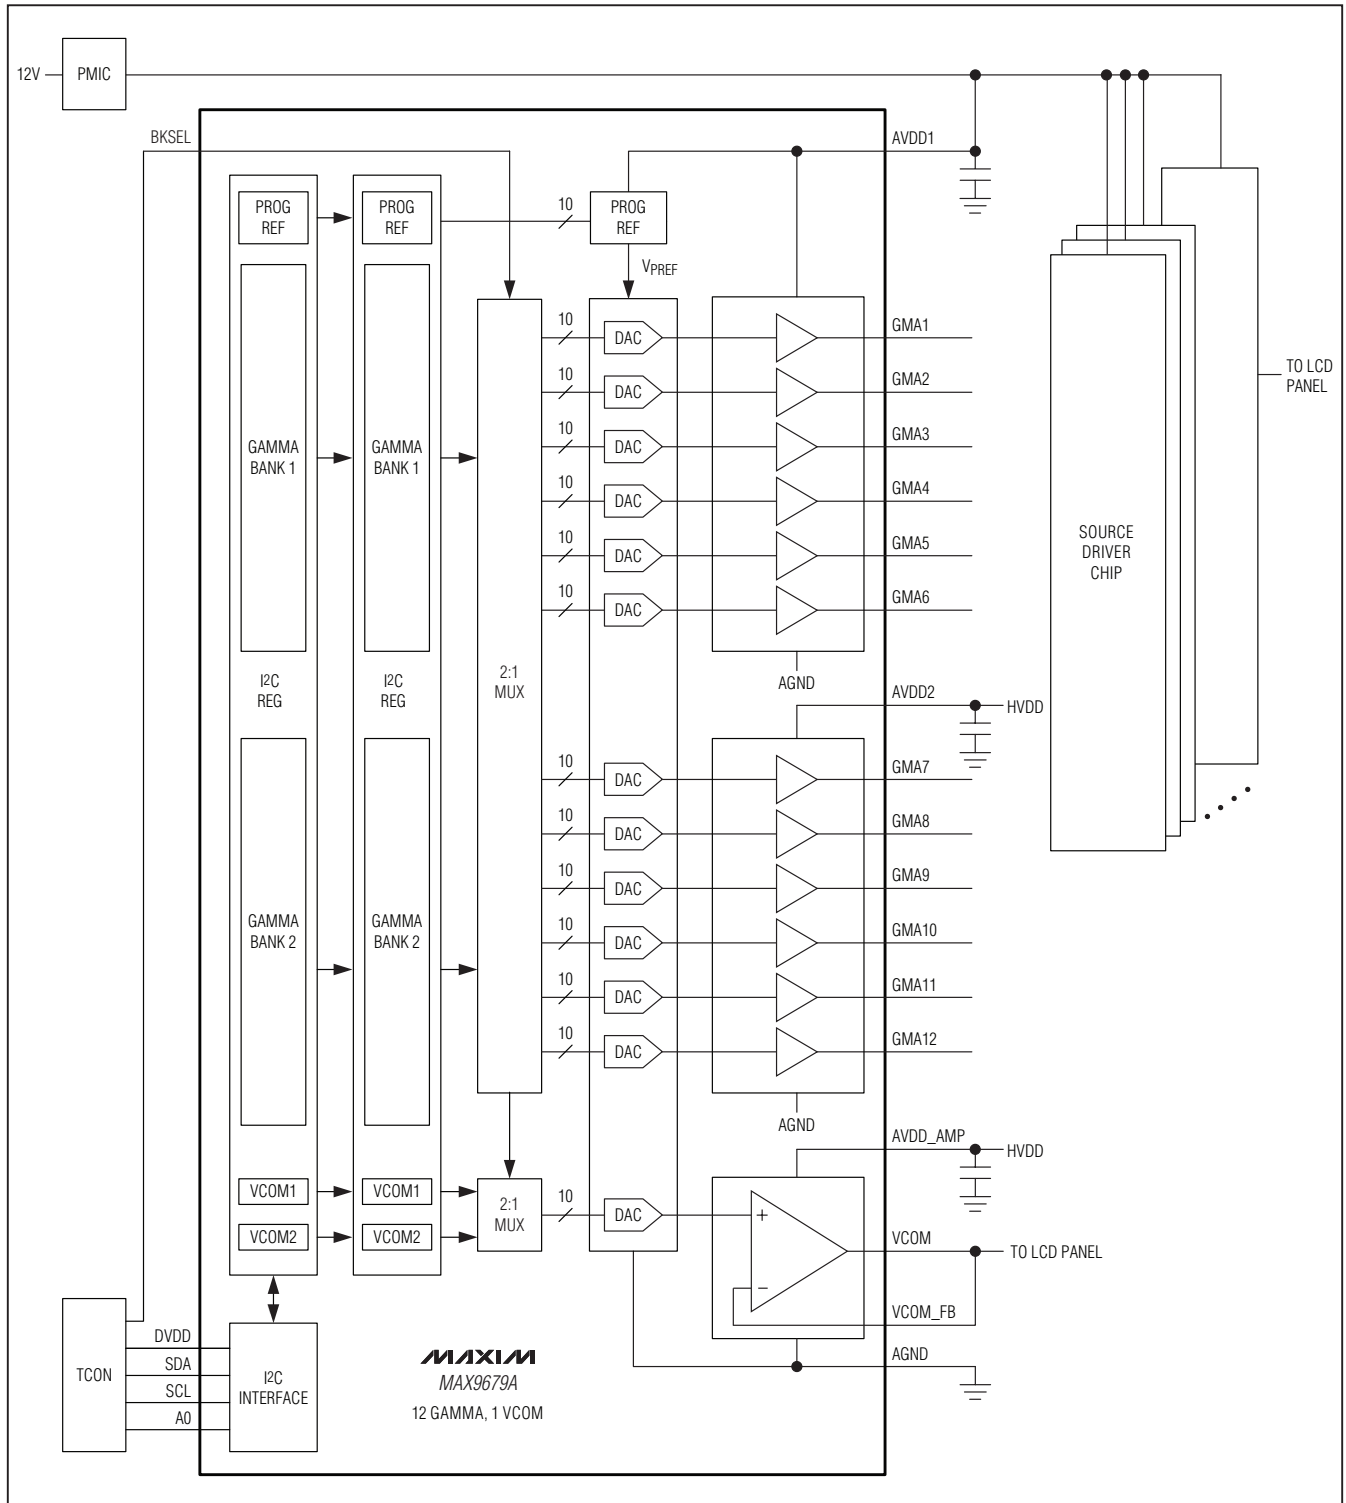 12V
PMIC
BKSEL
AVDD1
PROG
REF
PROG
REF
10
PROG
REF
VPREF
GAMMA
BANK 1
GAMMA
BANK 1
10
DAC
GMA1
10
DAC
GMA2
10
DAC
GMA3
10
DAC
GMA4
10
DAC
GMA5
10
DAC
GMA6
I2C
REG
I2C
REG
2:1
MUX
AGND
AVDD2
HVDD
SOURCE
DRIVER
CHIP
TO LCD
PANEL
GAMMA
BANK 2
GAMMA
BANK 2
10
DAC
GMA7
10
DAC
GMA8
10
DAC
GMA9
10
DAC
GMA10
10
DAC
GMA11
10
DAC
GMA12
AGND
AVDD_AMP
HVDD
VCOM1
VCOM1
VCOM2
VCOM2
2:1
MUX
10
DAC
+
−
VCOM
TO LCD PANEL
VCOM_FB
AGND
TCON
DVDD
SDA
SCL
A0
I2C
INTERFACE
MAXIM
MAX9679A
12 GAMMA, 1 VCOM